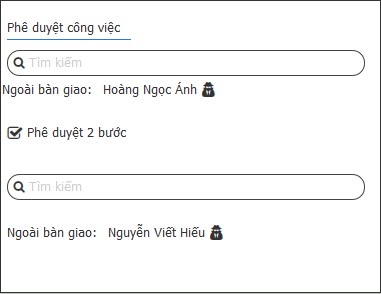 Phê duyệt công việc
Tìm kiếm
Ngoài bàn giao: Hoàng Ngọc Ánh
Phê duyệt 2 bước
Tìm kiếm
Ngoài bàn giao: Nguyễn Viết Hiếu